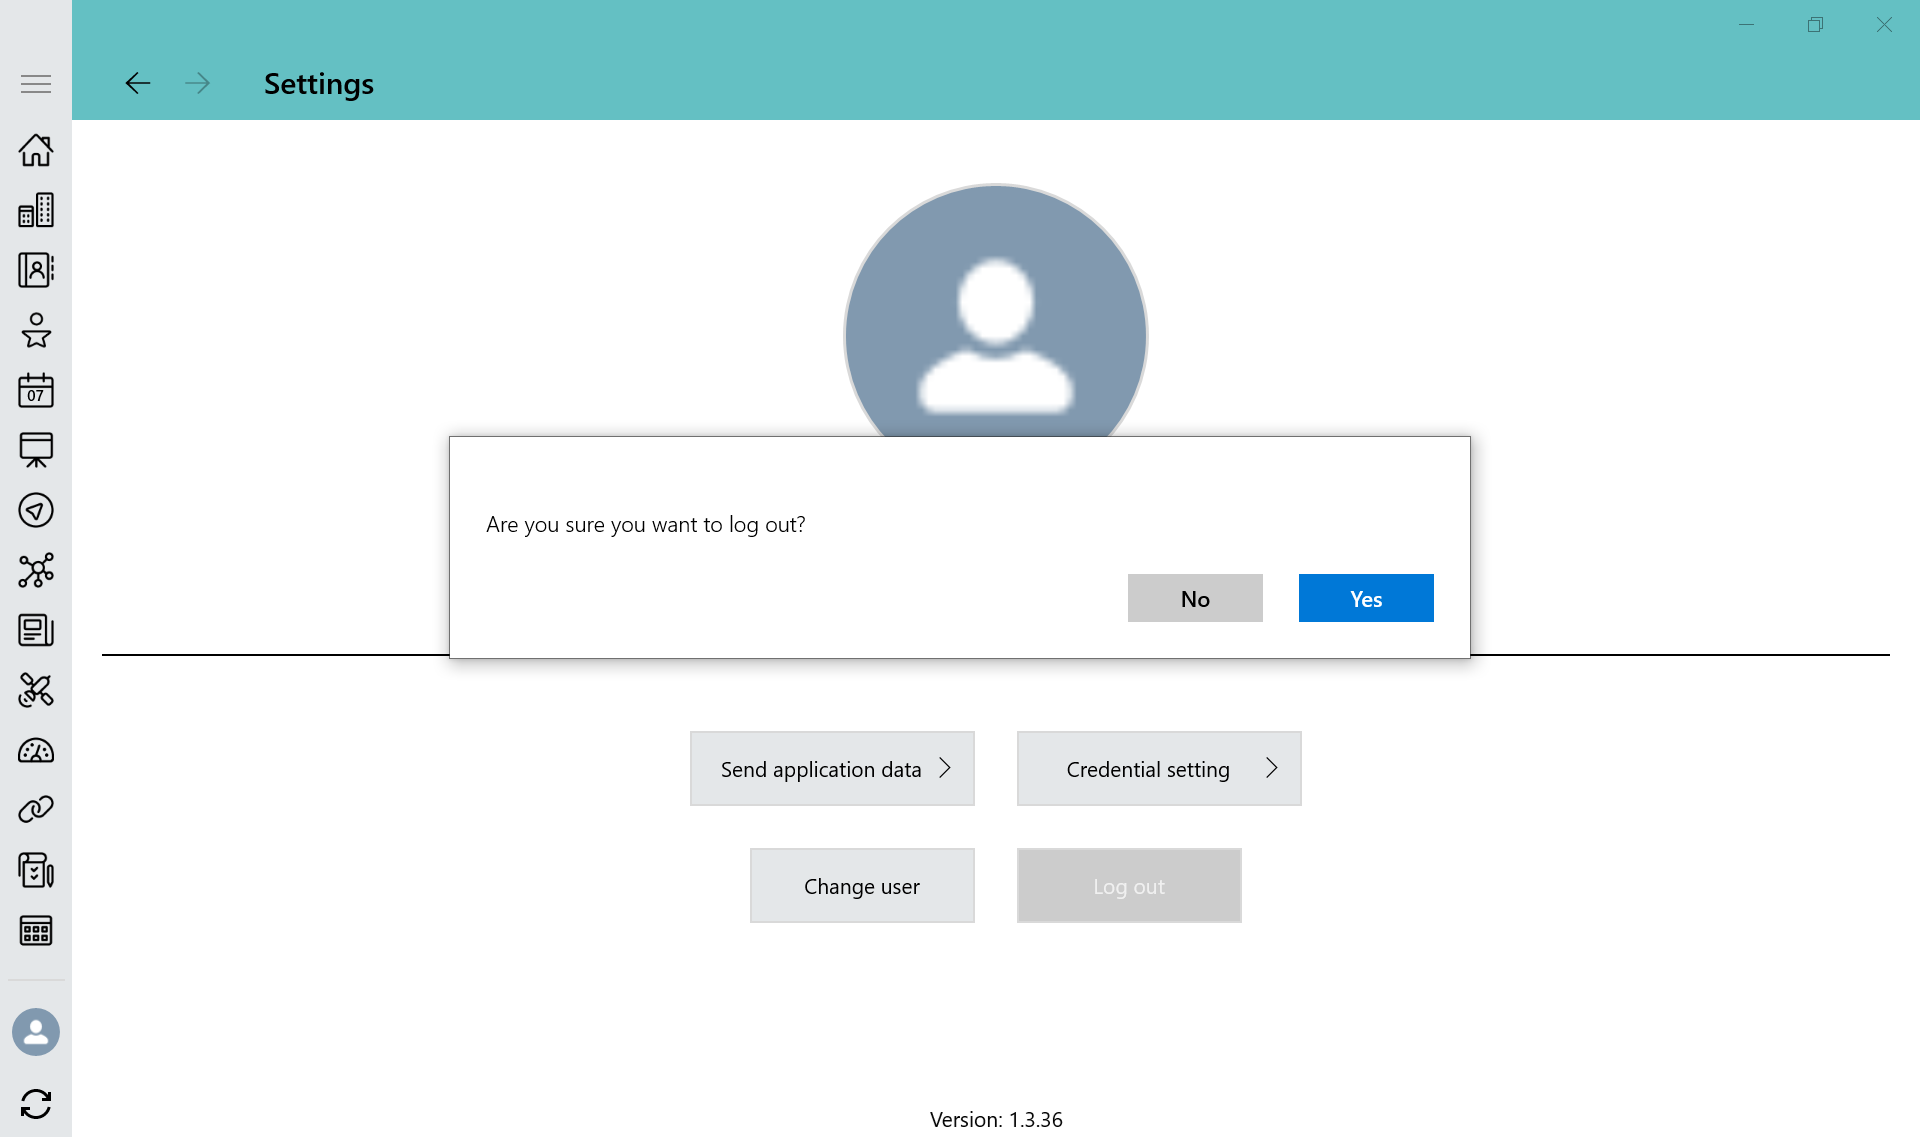 Settings
07
Are you sure you want to log out?
No
Yes
Send application data
Credential setting
Change user
Log out
Version: 1.3.36